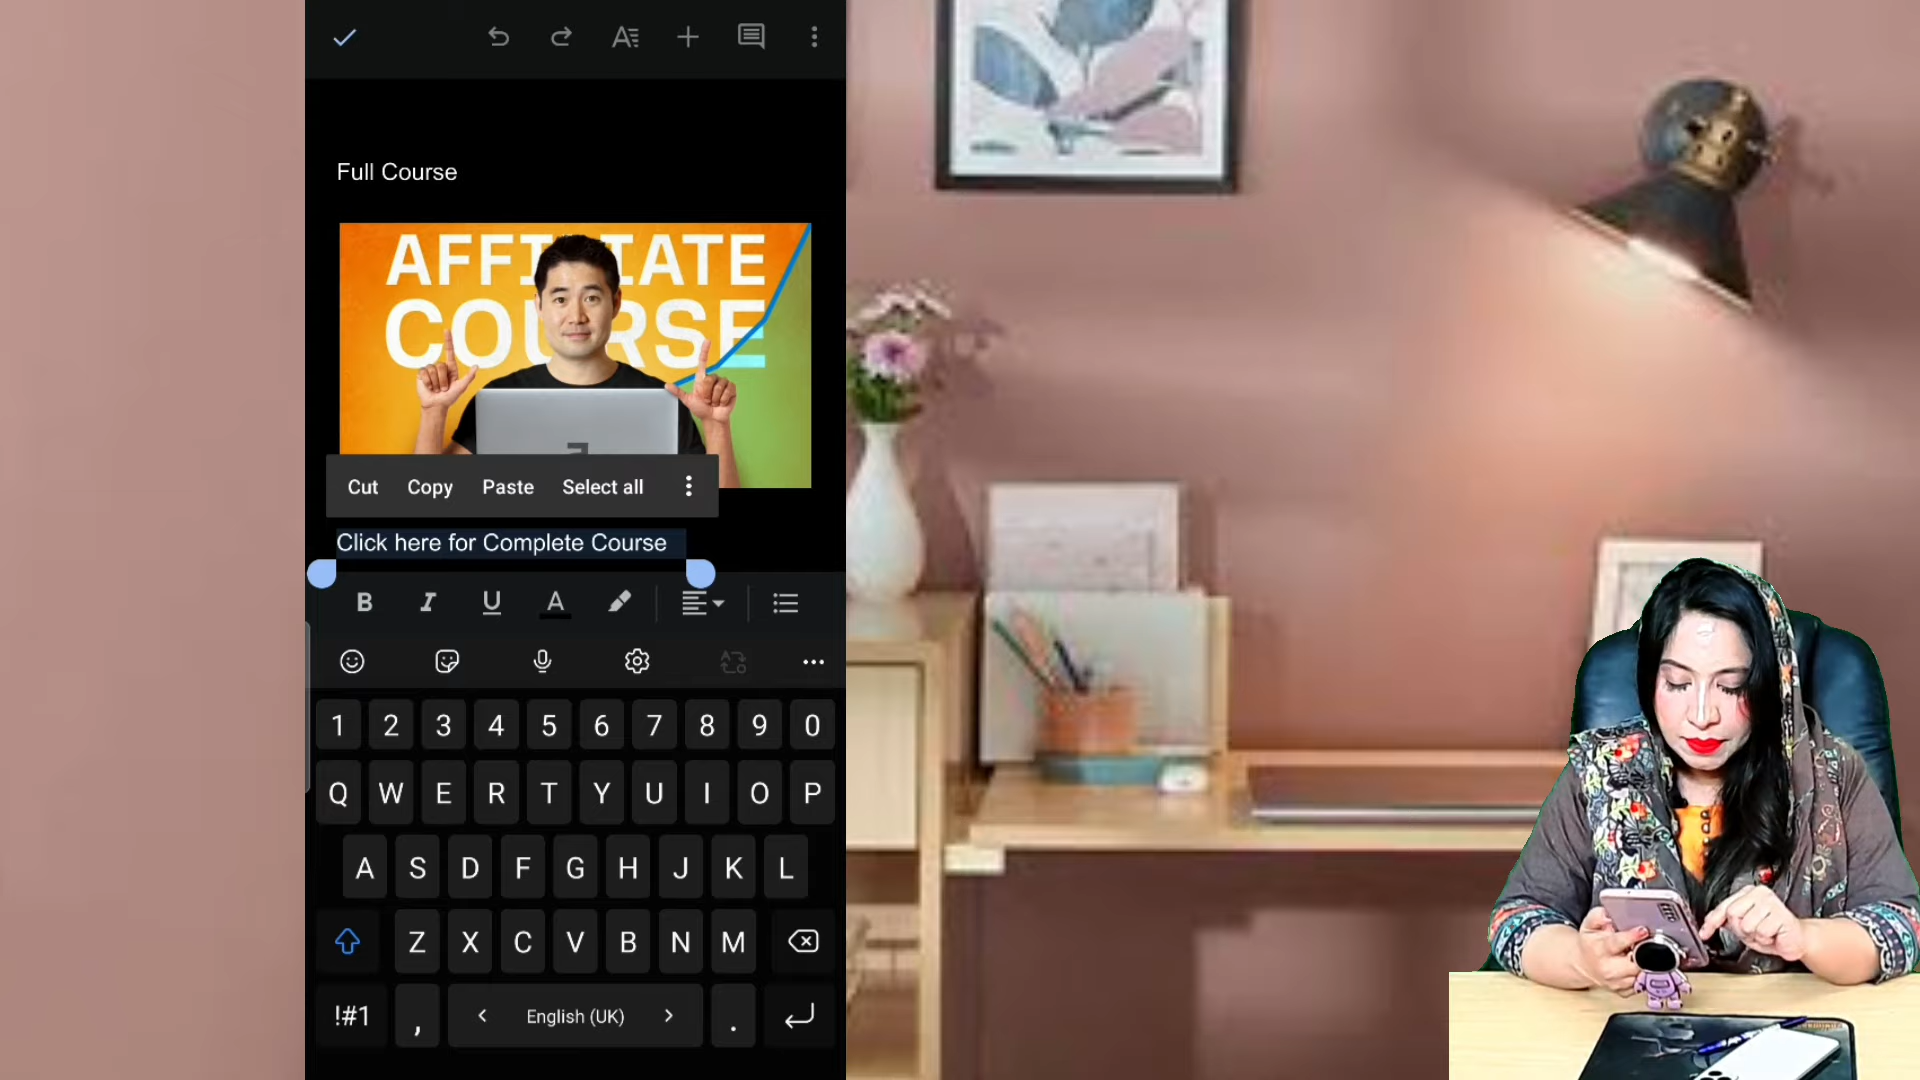 Full Course
AFFILIATE
COURSE
Cut Copy Paste Select all
Click here for Complete Course
B I U A
1 2 3 4 5 6 7 8 9 0
Q W E R T Y U I O P
A S D F G H J K L
Z X C V B N M
!#1 , < English (UK) > .